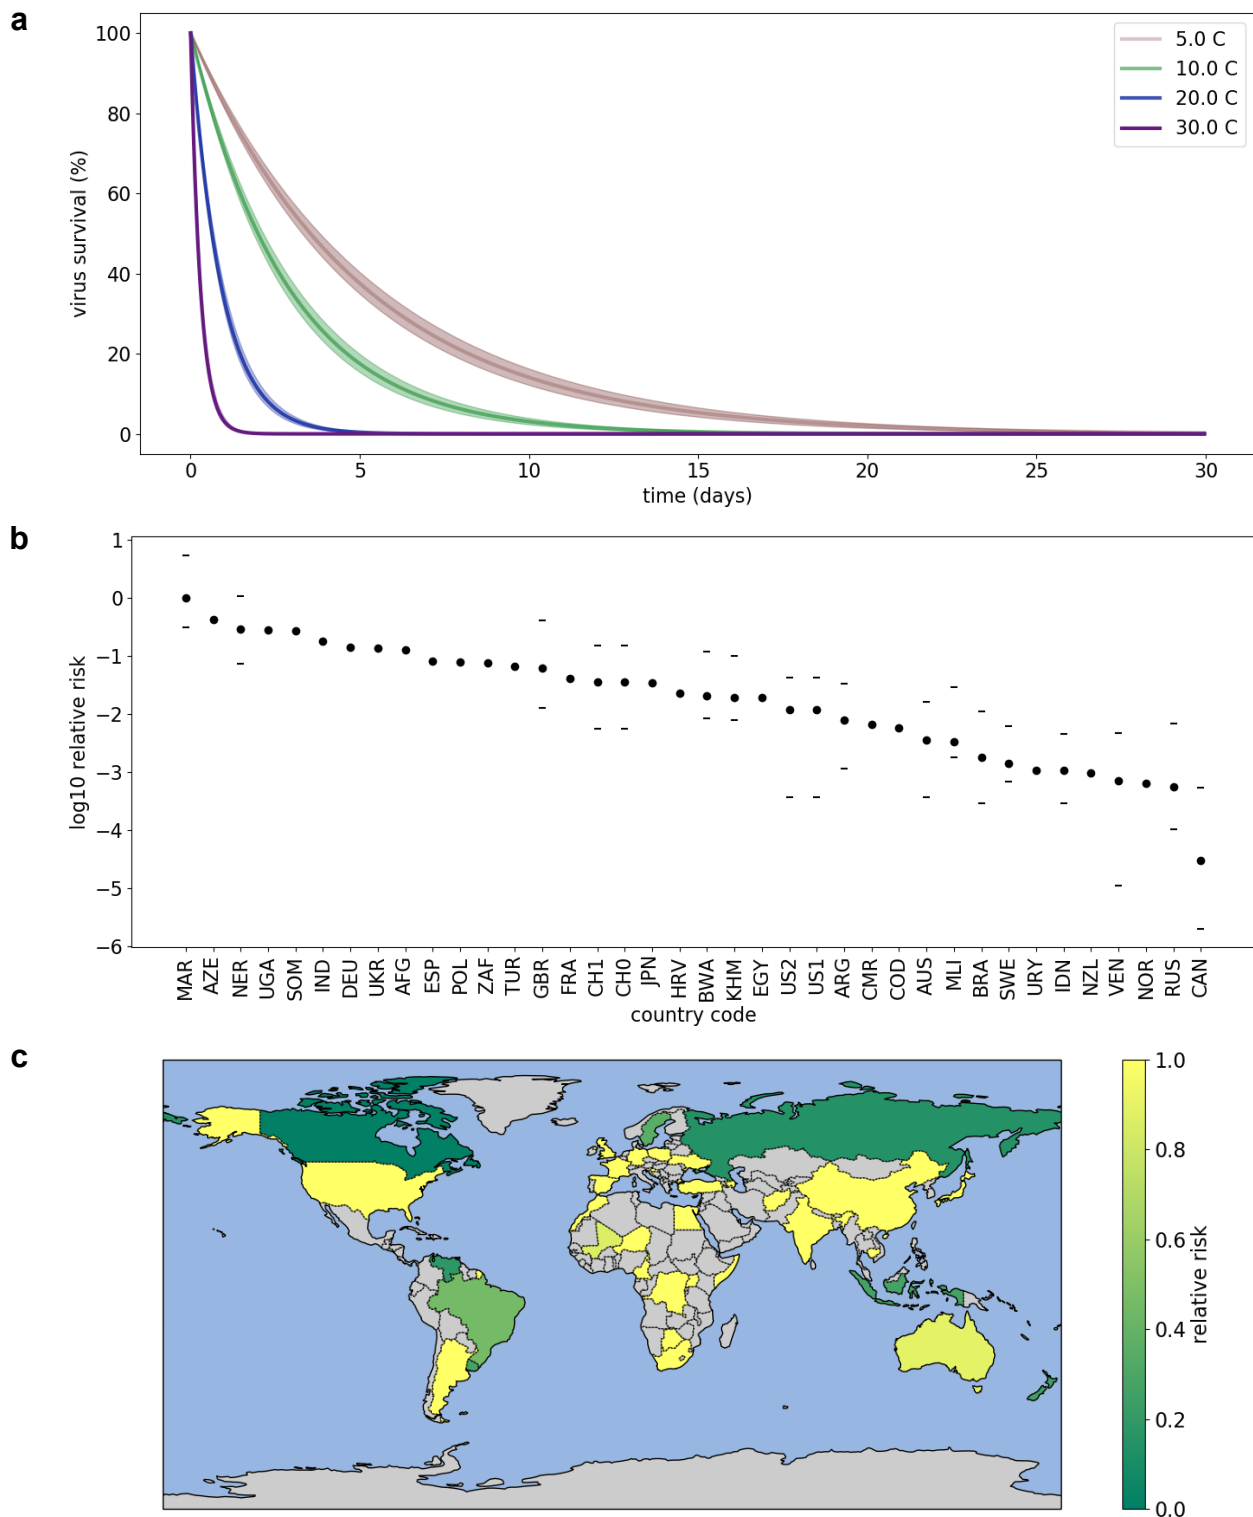 a
100
80
60
40
20
0
virus survival (%)
5.0 C
10.0 C
20.0 C
30.0 C
0 5 10 15 20 25 30
time (days)
b
1
0
−1
−2
−3
−4
−5
−6
log10 relative risk
MAR AZE NER UGA SOM IND DEU UKR AFG ESP POL ZAF TUR GBR FRA CH1 CH0 JPN HRV BWA KHM EGY US2 US1 ARG CMR COD AUS MLI BRA SWE URY IDN NZL VEN NOR RUS CAN
country code
c
1.0
0.8
0.6
0.4
0.2
0.0
relative risk